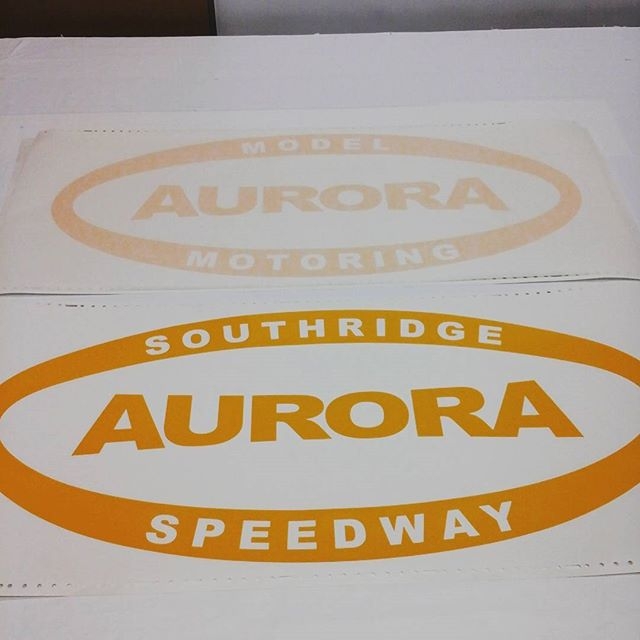 MODEL
AURORA
MOTORING
SOUTHRIDGE
AURORA
SPEEDWAY